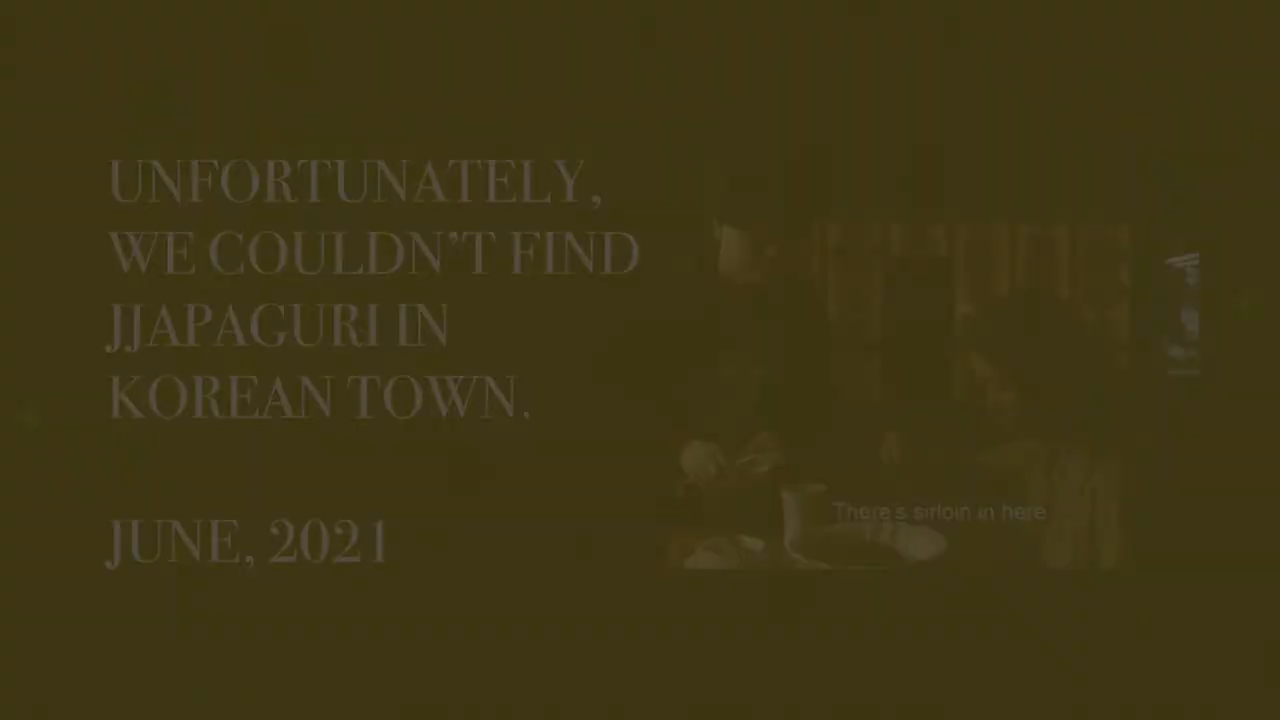 UNFORTUNATELY,
WE COULDN'T FIND
JJAPAGURI IN
KOREAN TOWN.
JUNE, 2021
There's sirloin in here